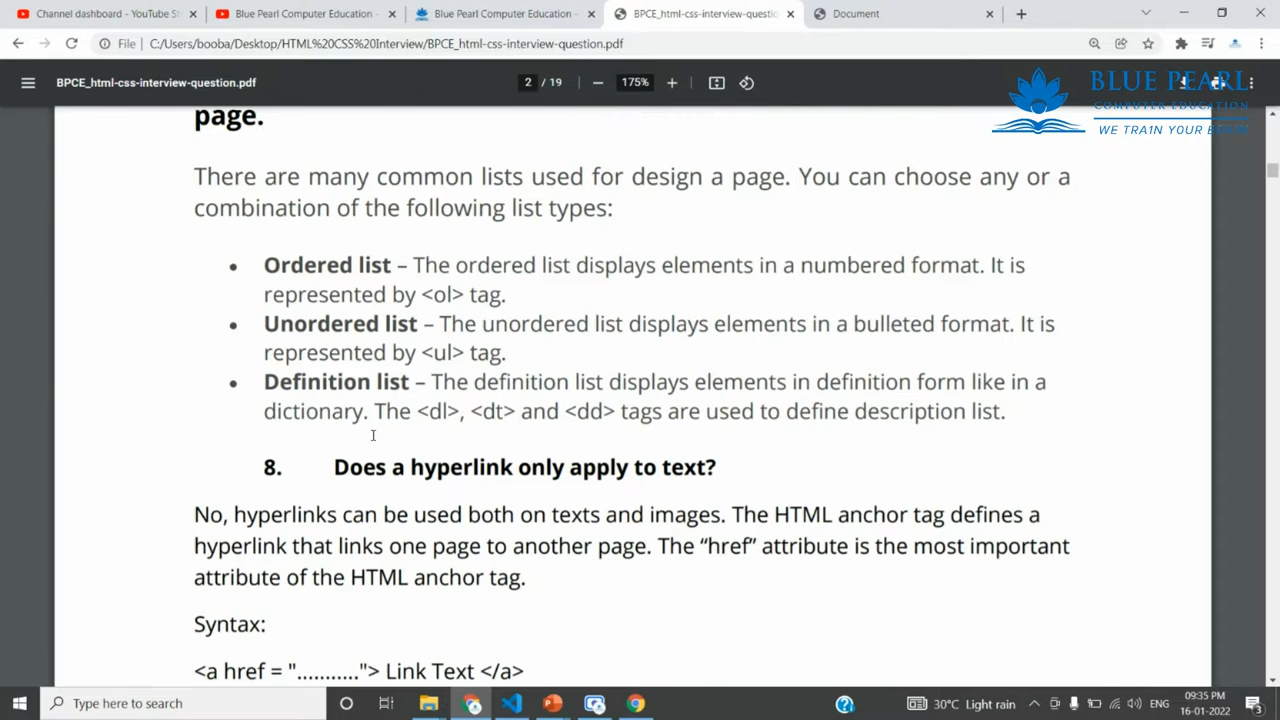 Channel dashboard - YouTube St
Blue Pearl Computer Education -
Blue Pearl Computer Education -
BPCE_html-css-interview-questio
Document
File
C:/Users/booba/Desktop/HTML%20CSS%20Interview/BPCE_html-css-interview-question.pdf
BPCE_html-css-interview-question.pdf
2 / 19
175%
BLUE PEARL
COMPUTER EDUCATION
WE TRA1N YOUR
page.
There are many common lists used for design a page. You can choose any or a
combination of the following list types:
• Ordered list – The ordered list displays elements in a numbered format. It is
represented by <ol> tag.
• Unordered list – The unordered list displays elements in a bulleted format. It is
represented by <ul> tag.
• Definition list – The definition list displays elements in definition form like in a
dictionary. The <dl>, <dt> and <dd> tags are used to define description list.
8. Does a hyperlink only apply to text?
No, hyperlinks can be used both on texts and images. The HTML anchor tag defines a
hyperlink that links one page to another page. The “href” attribute is the most important
attribute of the HTML anchor tag.
Syntax:
<a href = "..........."> Link Text </a>
Type here to search
30°C Light rain
ENG
09:35 PM
16-01-2022
3